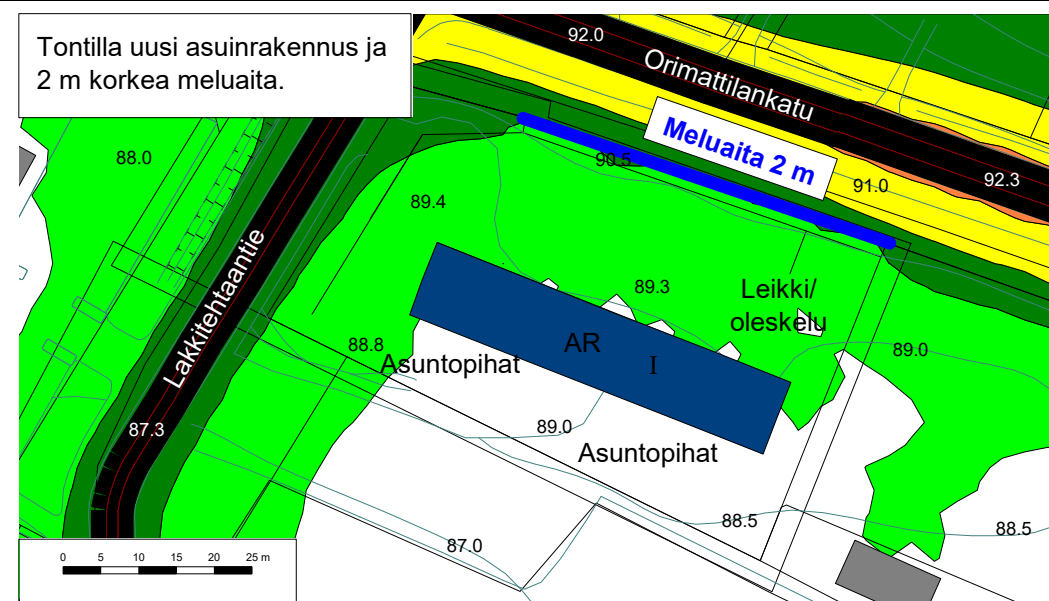 Tontilla uusi asuinrakennus ja
2 m korkea meluaita.
92.0
Orimattilankatu
Meluaita 2 m
88.0
90.5
91.0
92.3
89.4
Lakkitehtaantie
89.3
Leikki/
oleskelu
88.8
AR
I
89.0
Asuntopihat
87.3
89.0
Asuntopihat
88.5
88.5
87.0
0 5 10 15 20 25 m